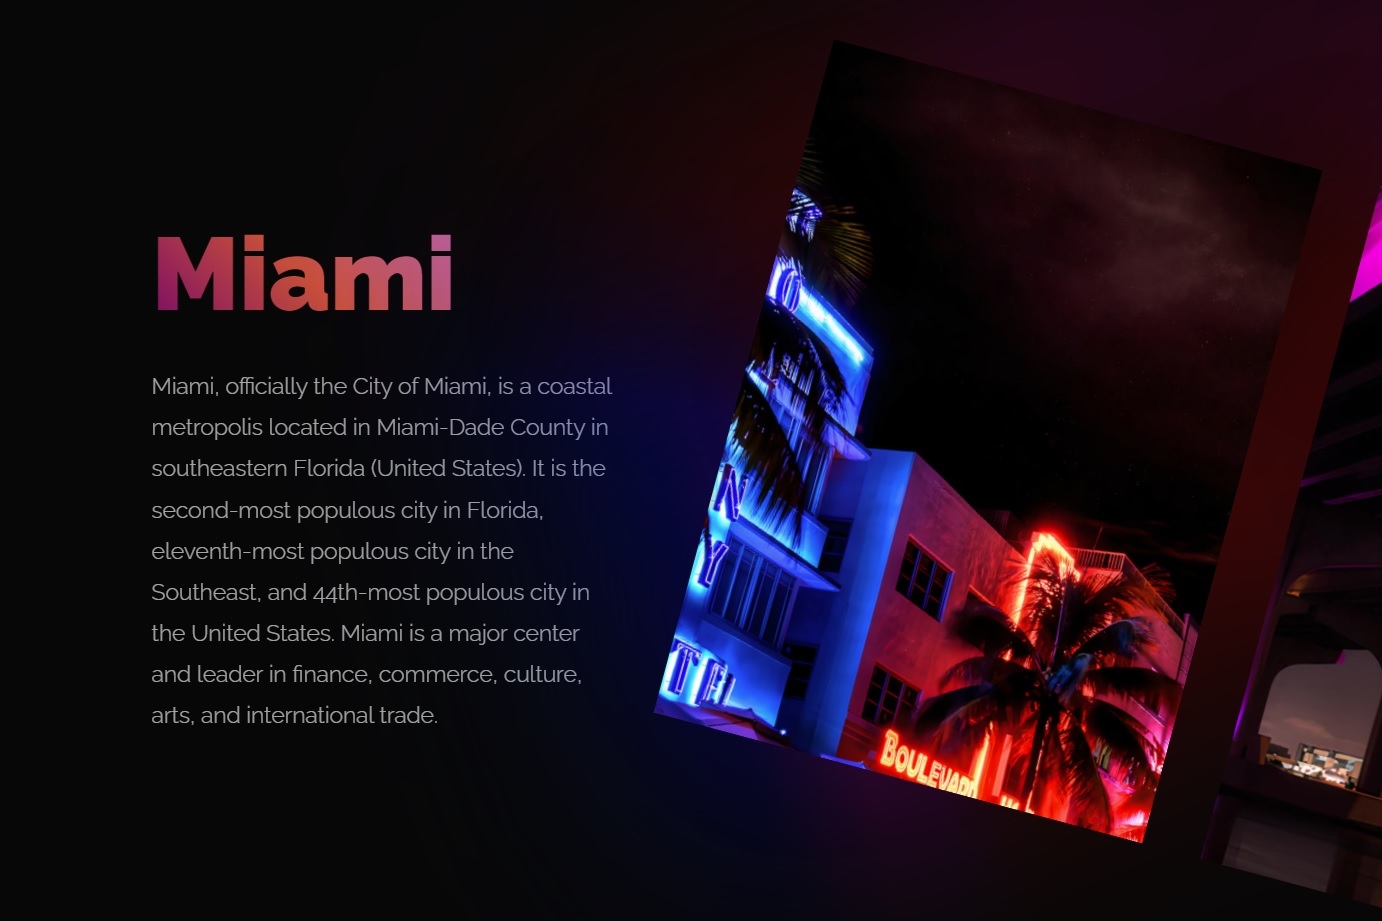 Miami
Miami, officially the City of Miami, is a coastal
metropolis located in Miami-Dade County in
southeastern Florida (United States). It is the
second-most populous city in Florida,
eleventh-most populous city in the
Southeast, and 44th-most populous city in
the United States. Miami is a major center
and leader in finance, commerce, culture,
arts, and international trade.
O
N
Y
TEL
BOULEVARD